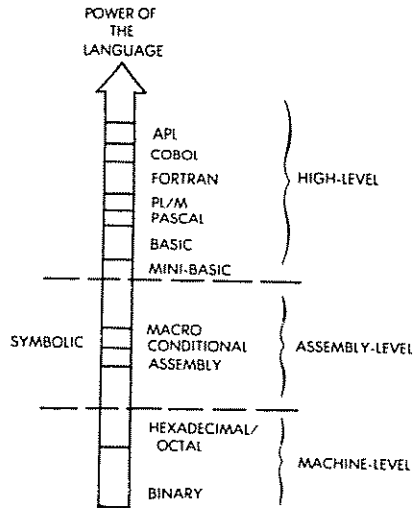 POWER OF
THE
LANGUAGE
APL
COBOL
FORTRAN
HIGH-LEVEL
PL/M
PASCAL
BASIC
MINI-BASIC
MACRO
SYMBOLIC
CONDITIONAL
ASSEMBLY-LEVEL
ASSEMBLY
HEXADECIMAL/
OCTAL
MACHINE-LEVEL
BINARY